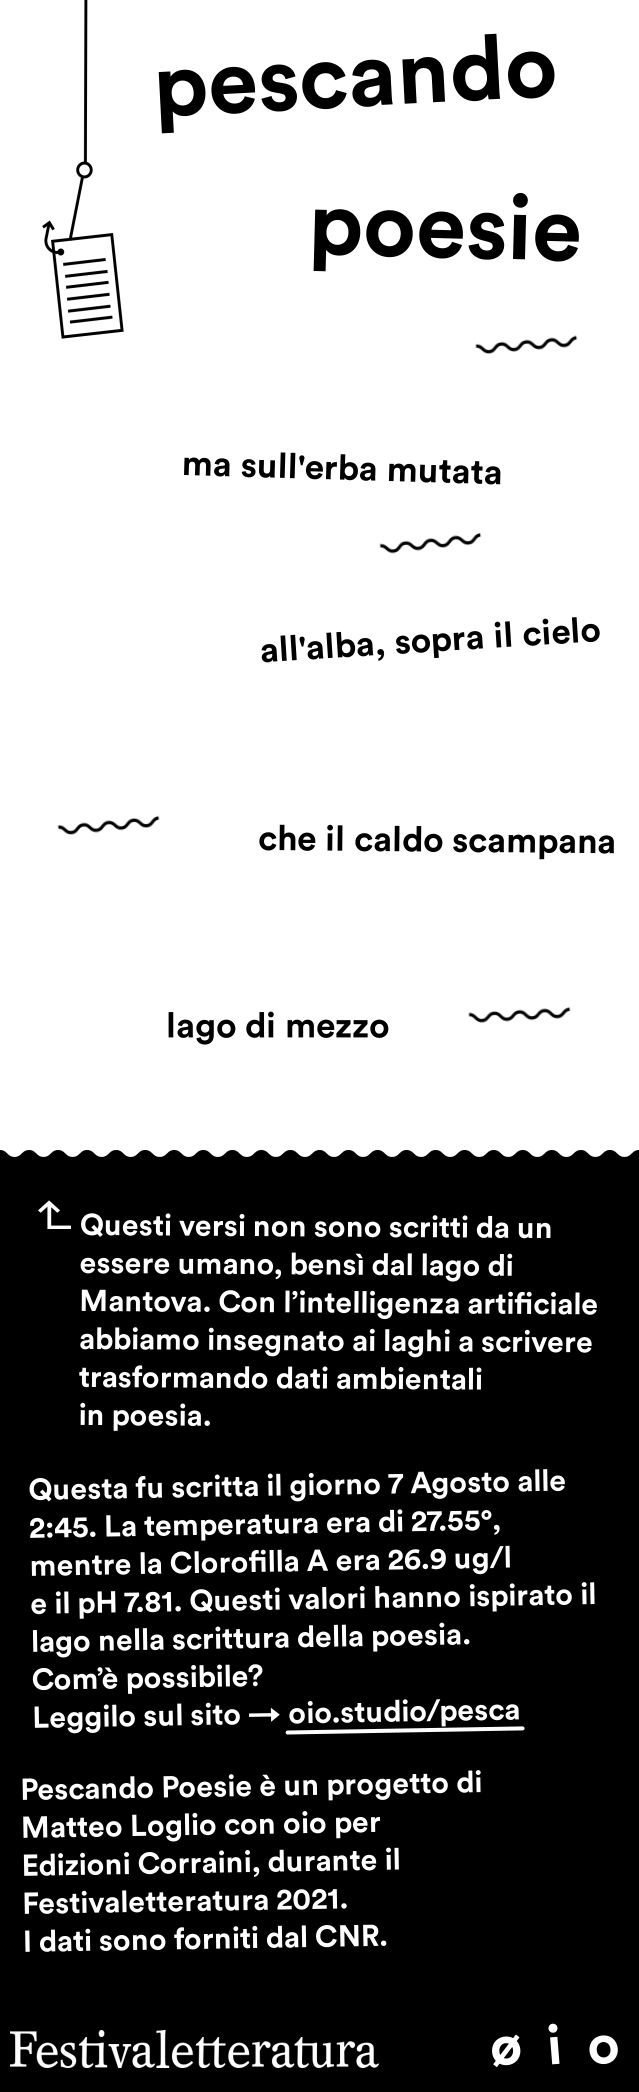 pescando
poesie
ma sull'erba mutata
all'alba, sopra il cielo
che il caldo scampana
lago di mezzo
Questi versi non sono scritti da un
essere umano, bensì dal lago di
Mantova. Con l’intelligenza artificiale
abbiamo insegnato ai laghi a scrivere
trasformando dati ambientali
in poesia.
Questa fu scritta il giorno 7 Agosto alle
2:45. La temperatura era di 27.55°,
mentre la Clorofilla A era 26.9 ug/l
e il pH 7.81. Questi valori hanno ispirato il
lago nella scrittura della poesia.
Com’è possibile?
Leggilo sul sito → oio.studio/pesca
Pescando Poesie è un progetto di
Matteo Loglio con oio per
Edizioni Corraini, durante il
Festivaletteratura 2021.
I dati sono forniti dal CNR.
Festivaletteratura ø i o